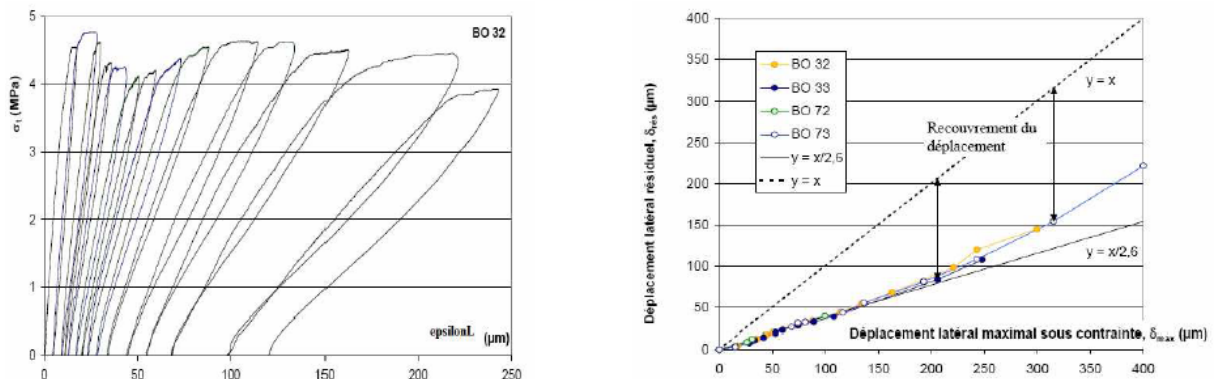 BO 32
σt (MPa)
5
4
3
2
1
0
0
50
100
150
200
250
epsilonL
(µm)
Déplacement latéral résiduel, δrés (µm)
400
350
300
250
200
150
100
50
0
BO 32
BO 33
BO 72
BO 73
y = x/2,6
y = x
y = x
Recouvrement du
déplacement
y = x/2,6
Déplacement latéral maximal sous contrainte, δmax (µm)
0
50
100
150
200
250
300
350
400